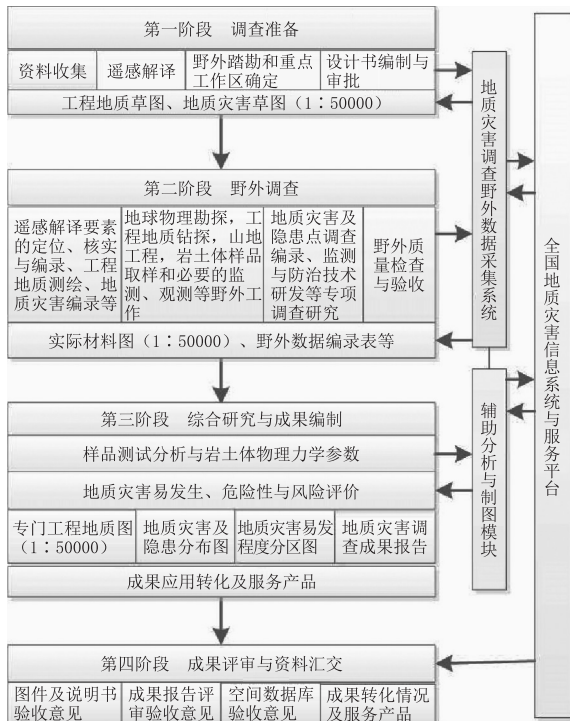 第一阶段 调查准备
资料收集
遥感解译
野外踏勘和重点
工作区确定
设计书编制与
审批
工程地质草图、地质灾害草图(1：50000)
第二阶段 野外调查
遥感解译要素
的定位、核实
与编录、工程
地质测绘、地
质灾害编录等
地球物理勘探，工
程地质钻探，山地
工程，岩土体样品
取样和必要的监
测、观测等野外工
作
地质灾害及
隐患点调查
编录、监测
与防治技术
研发等专项
调查研究
野外质
量检查
与验收
实际材料图(1：50000)、野外数据编录表等
第三阶段 综合研究与成果编制
样品测试分析与岩土体物理力学参数
地质灾害易发生、危险性与风险评价
专门工程地质图
(1：50000)
地质灾害及
隐患分布图
地质灾害易发
程度分区图
地质灾害调
查成果报告
成果应用转化及服务产品
第四阶段 成果评审与资料汇交
图件及说明书
验收意见
成果报告评
审验收意见
空间数据库
验收意见
成果转化情况
及服务产品
地质灾害调查野外数据采集系统
辅助分析与制图模块
全国地质灾害信息系统与服务平台